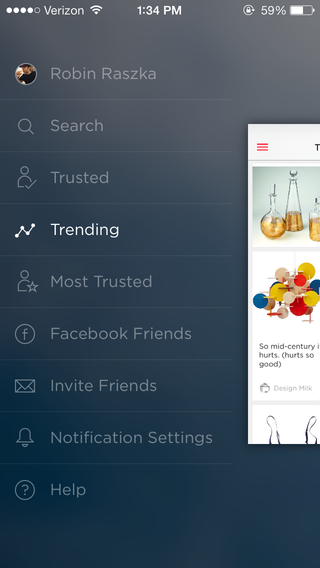 Verizon 1:34 PM 59%
Robin Raszka
Search
Trusted
Trending
Most Trusted
Facebook Friends
Invite Friends
Notification Settings
Help
T
So mid-century i
hurts. (hurts so
good)
Design Milk